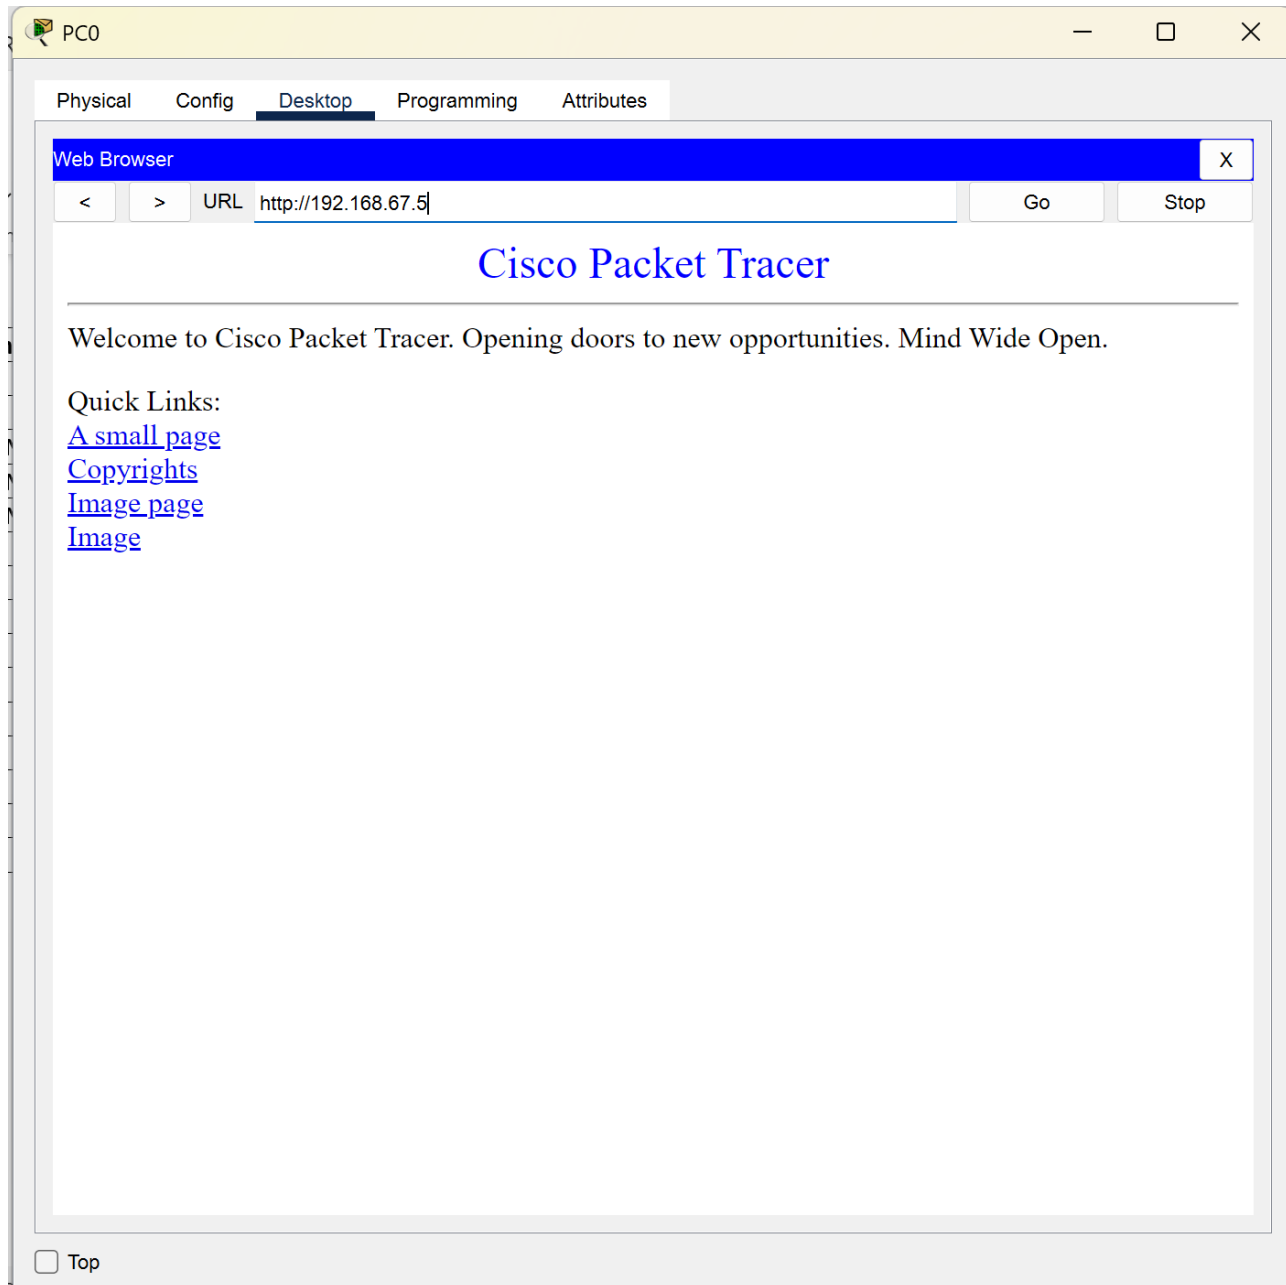 PC0
Physical Config Desktop Programming Attributes
Web Browser
X
< > URL http://192.168.67.5 Go Stop
Cisco Packet Tracer
Welcome to Cisco Packet Tracer. Opening doors to new opportunities. Mind Wide Open.
Quick Links:
A small page
Copyrights
Image page
Image
Top